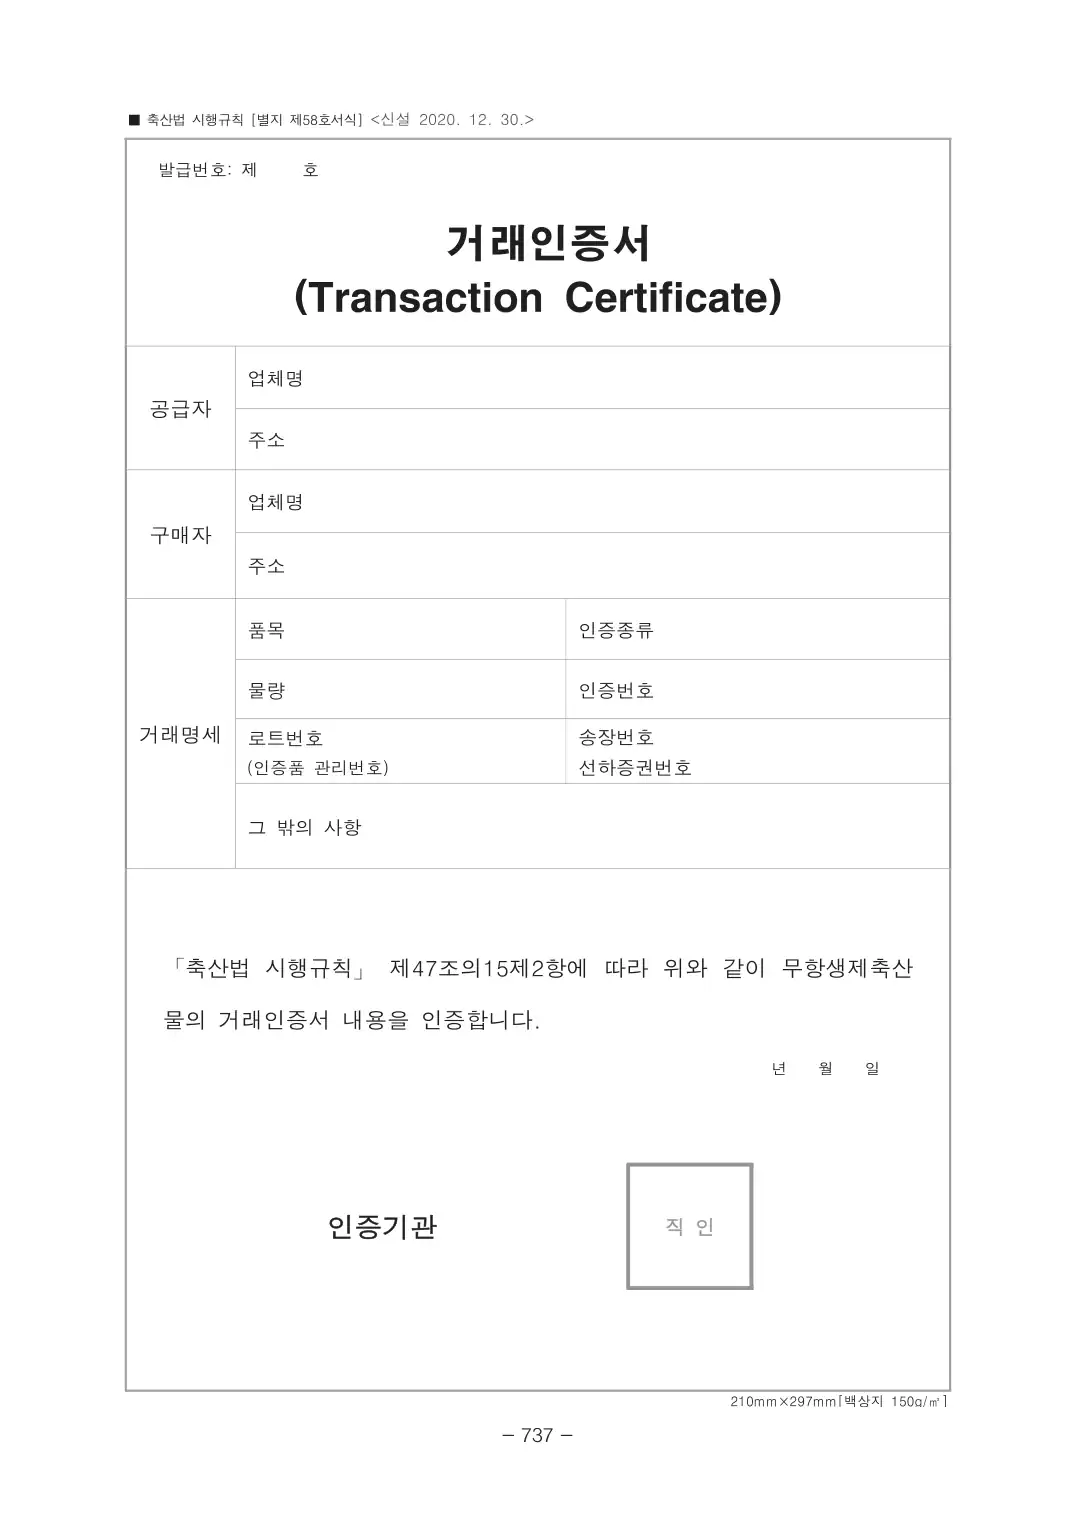 ■ 축산법 시행규칙 [별지 제58호서식] <신설 2020. 12. 30.>
발급번호: 제 호
거래인증서
(Transaction Certificate)
공급자
업체명
주소
구매자
업체명
주소
거래명세
품목
인증종류
물량
인증번호
로트번호
(인증품 관리번호)
송장번호
선하증권번호
그 밖의 사항
「축산법 시행규칙」 제47조의15제2항에 따라 위와 같이 무항생제축산
물의 거래인증서 내용을 인증합니다.
년 월 일
인증기관
직 인
210mm×297mm[백상지 150g/㎡]
- 737 -